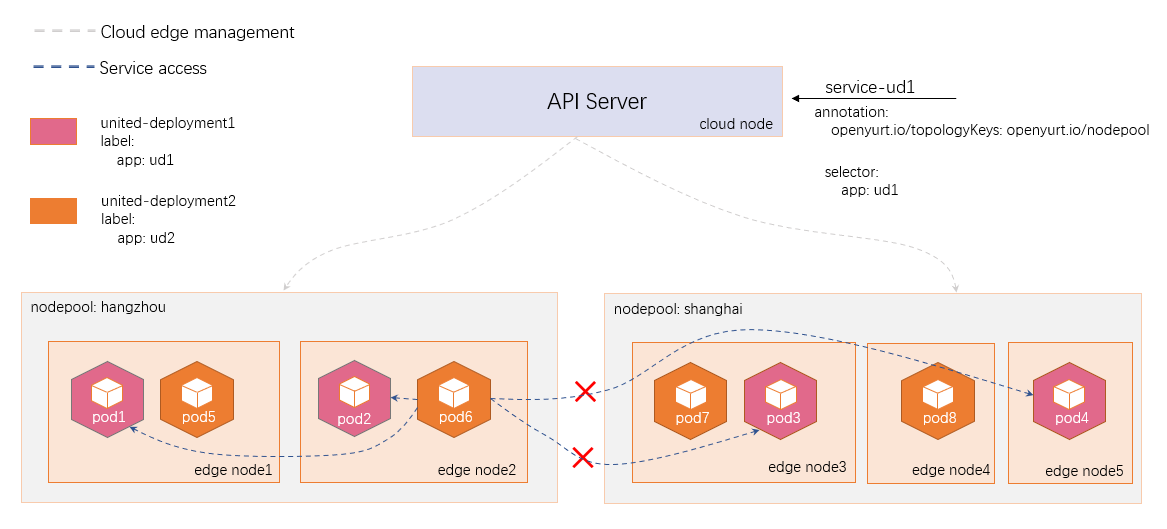 Cloud edge management
Service access
API Server
cloud node
service-ud1
annotation:
openyurt.io/topologyKeys: openyurt.io/nodepool
selector:
app: ud1
united-deployment1
label:
app: ud1
united-deployment2
label:
app: ud2
nodepool: hangzhou
pod1
pod5
edge node1
pod2
pod6
edge node2
nodepool: shanghai
pod7
pod3
edge node3
pod8
edge node4
pod4
edge node5